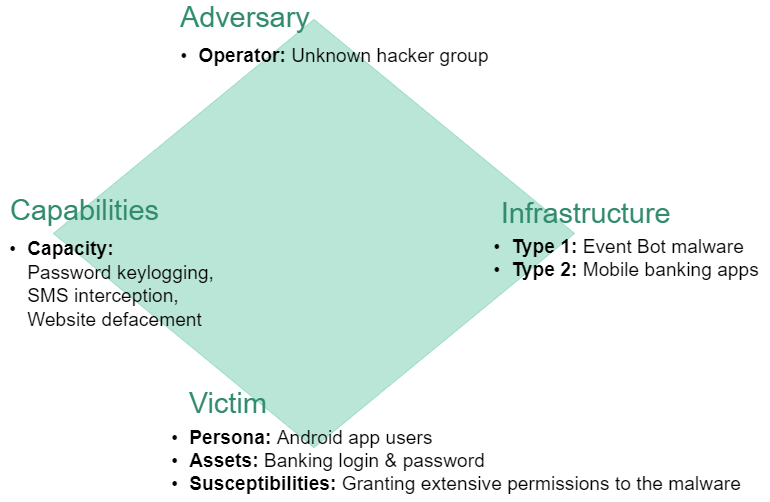 Adversary
• Operator: Unknown hacker group
Capabilities
• Capacity:
Password keylogging,
SMS interception,
Website defacement
Infrastructure
• Type 1: Event Bot malware
• Type 2: Mobile banking apps
Victim
• Persona: Android app users
• Assets: Banking login & password
• Susceptibilities: Granting extensive permissions to the malware